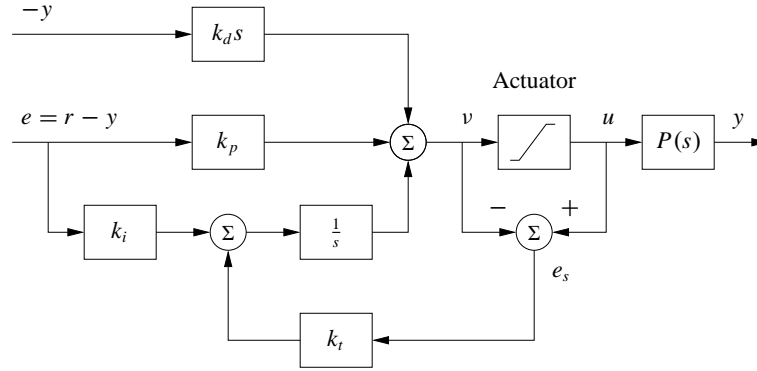 −y
k_d s
Actuator
e = r − y
k_p
Σ
ν
u
P(s)
y
k_i
Σ
1/s
−
+
Σ
e_s
k_t